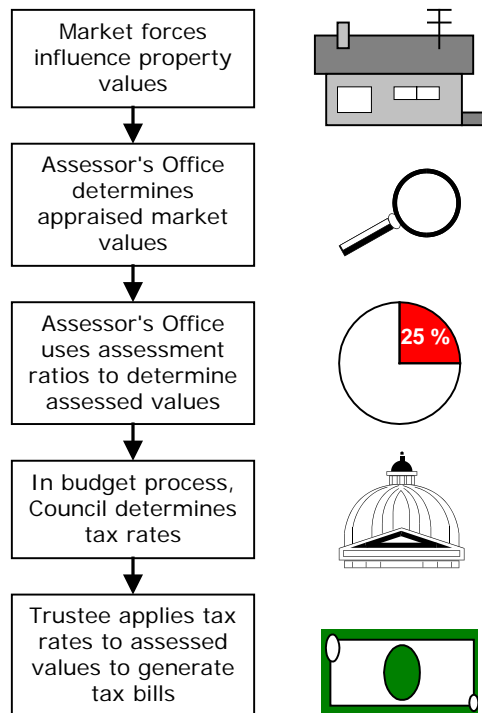 Market forces
influence property
values
Assessor's Office
determines
appraised market
values
Assessor's Office
uses assessment
ratios to determine
assessed values
25 %
In budget process,
Council determines
tax rates
Trustee applies tax
rates to assessed
values to generate
tax bills